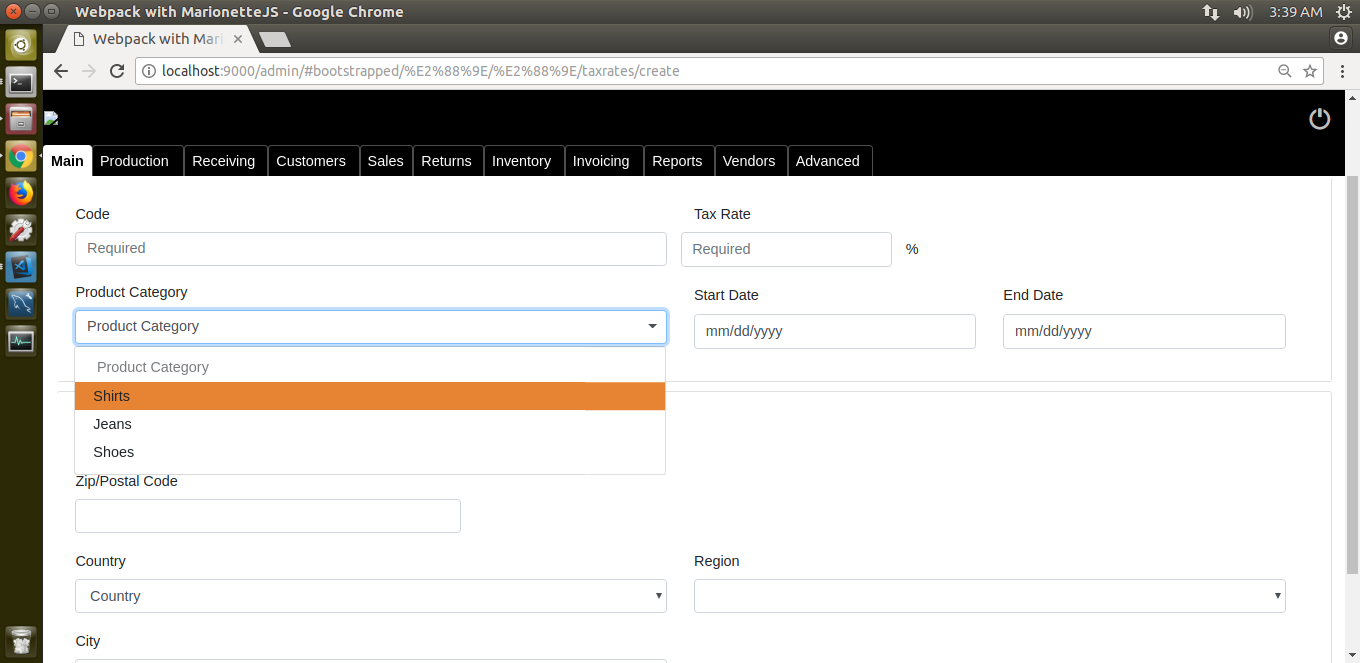 Webpack with MarionetteJS - Google Chrome
3:39 AM
Webpack with Mari
localhost:9000/admin/#bootstrapped/%E2%88%9E/%E2%88%9E/taxrates/create
Main Production Receiving Customers Sales Returns Inventory Invoicing Reports Vendors Advanced
Code Tax Rate
Required Required %
Product Category Start Date End Date
Product Category mm/dd/yyyy mm/dd/yyyy
Product Category
Shirts
Jeans
Shoes
Zip/Postal Code
Country Region
Country
City